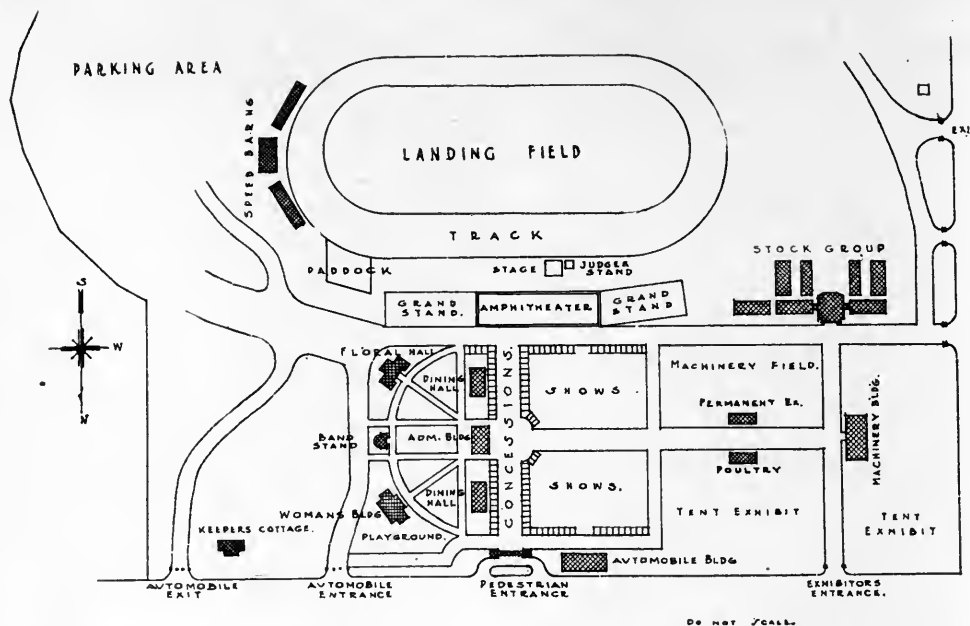 PARKING AREA
SPEED BARNS
LANDING FIELD
TRACK
PADDOCK
STAGE
JUDGES
STAND
STOCK GROUP
GRAND
STAND.
AMPHITHEATER
GRAND
STAND
S
W
N
FLORAL HALL
DINING
HALL
CONCESSIONS.
SHOWS
MACHINERY FIELD.
PERMANENT EX.
MACHINERY BLDG.
BAND
STAND
ADM. BLDG
POULTRY
DINING
HALL
SHOWS.
TENT EXHIBIT
TENT
EXHIBIT
WOMANS BLDG
PLAYGROUND.
KEEPERS COTTAGE.
AUTOMOBILE BLDG
AUTOMOBILE
EXIT
AUTOMOBILE
ENTRANCE
PEDESTRIAN
ENTRANCE
EXHIBITORS
ENTRANCE.
DO NOT SCALE.